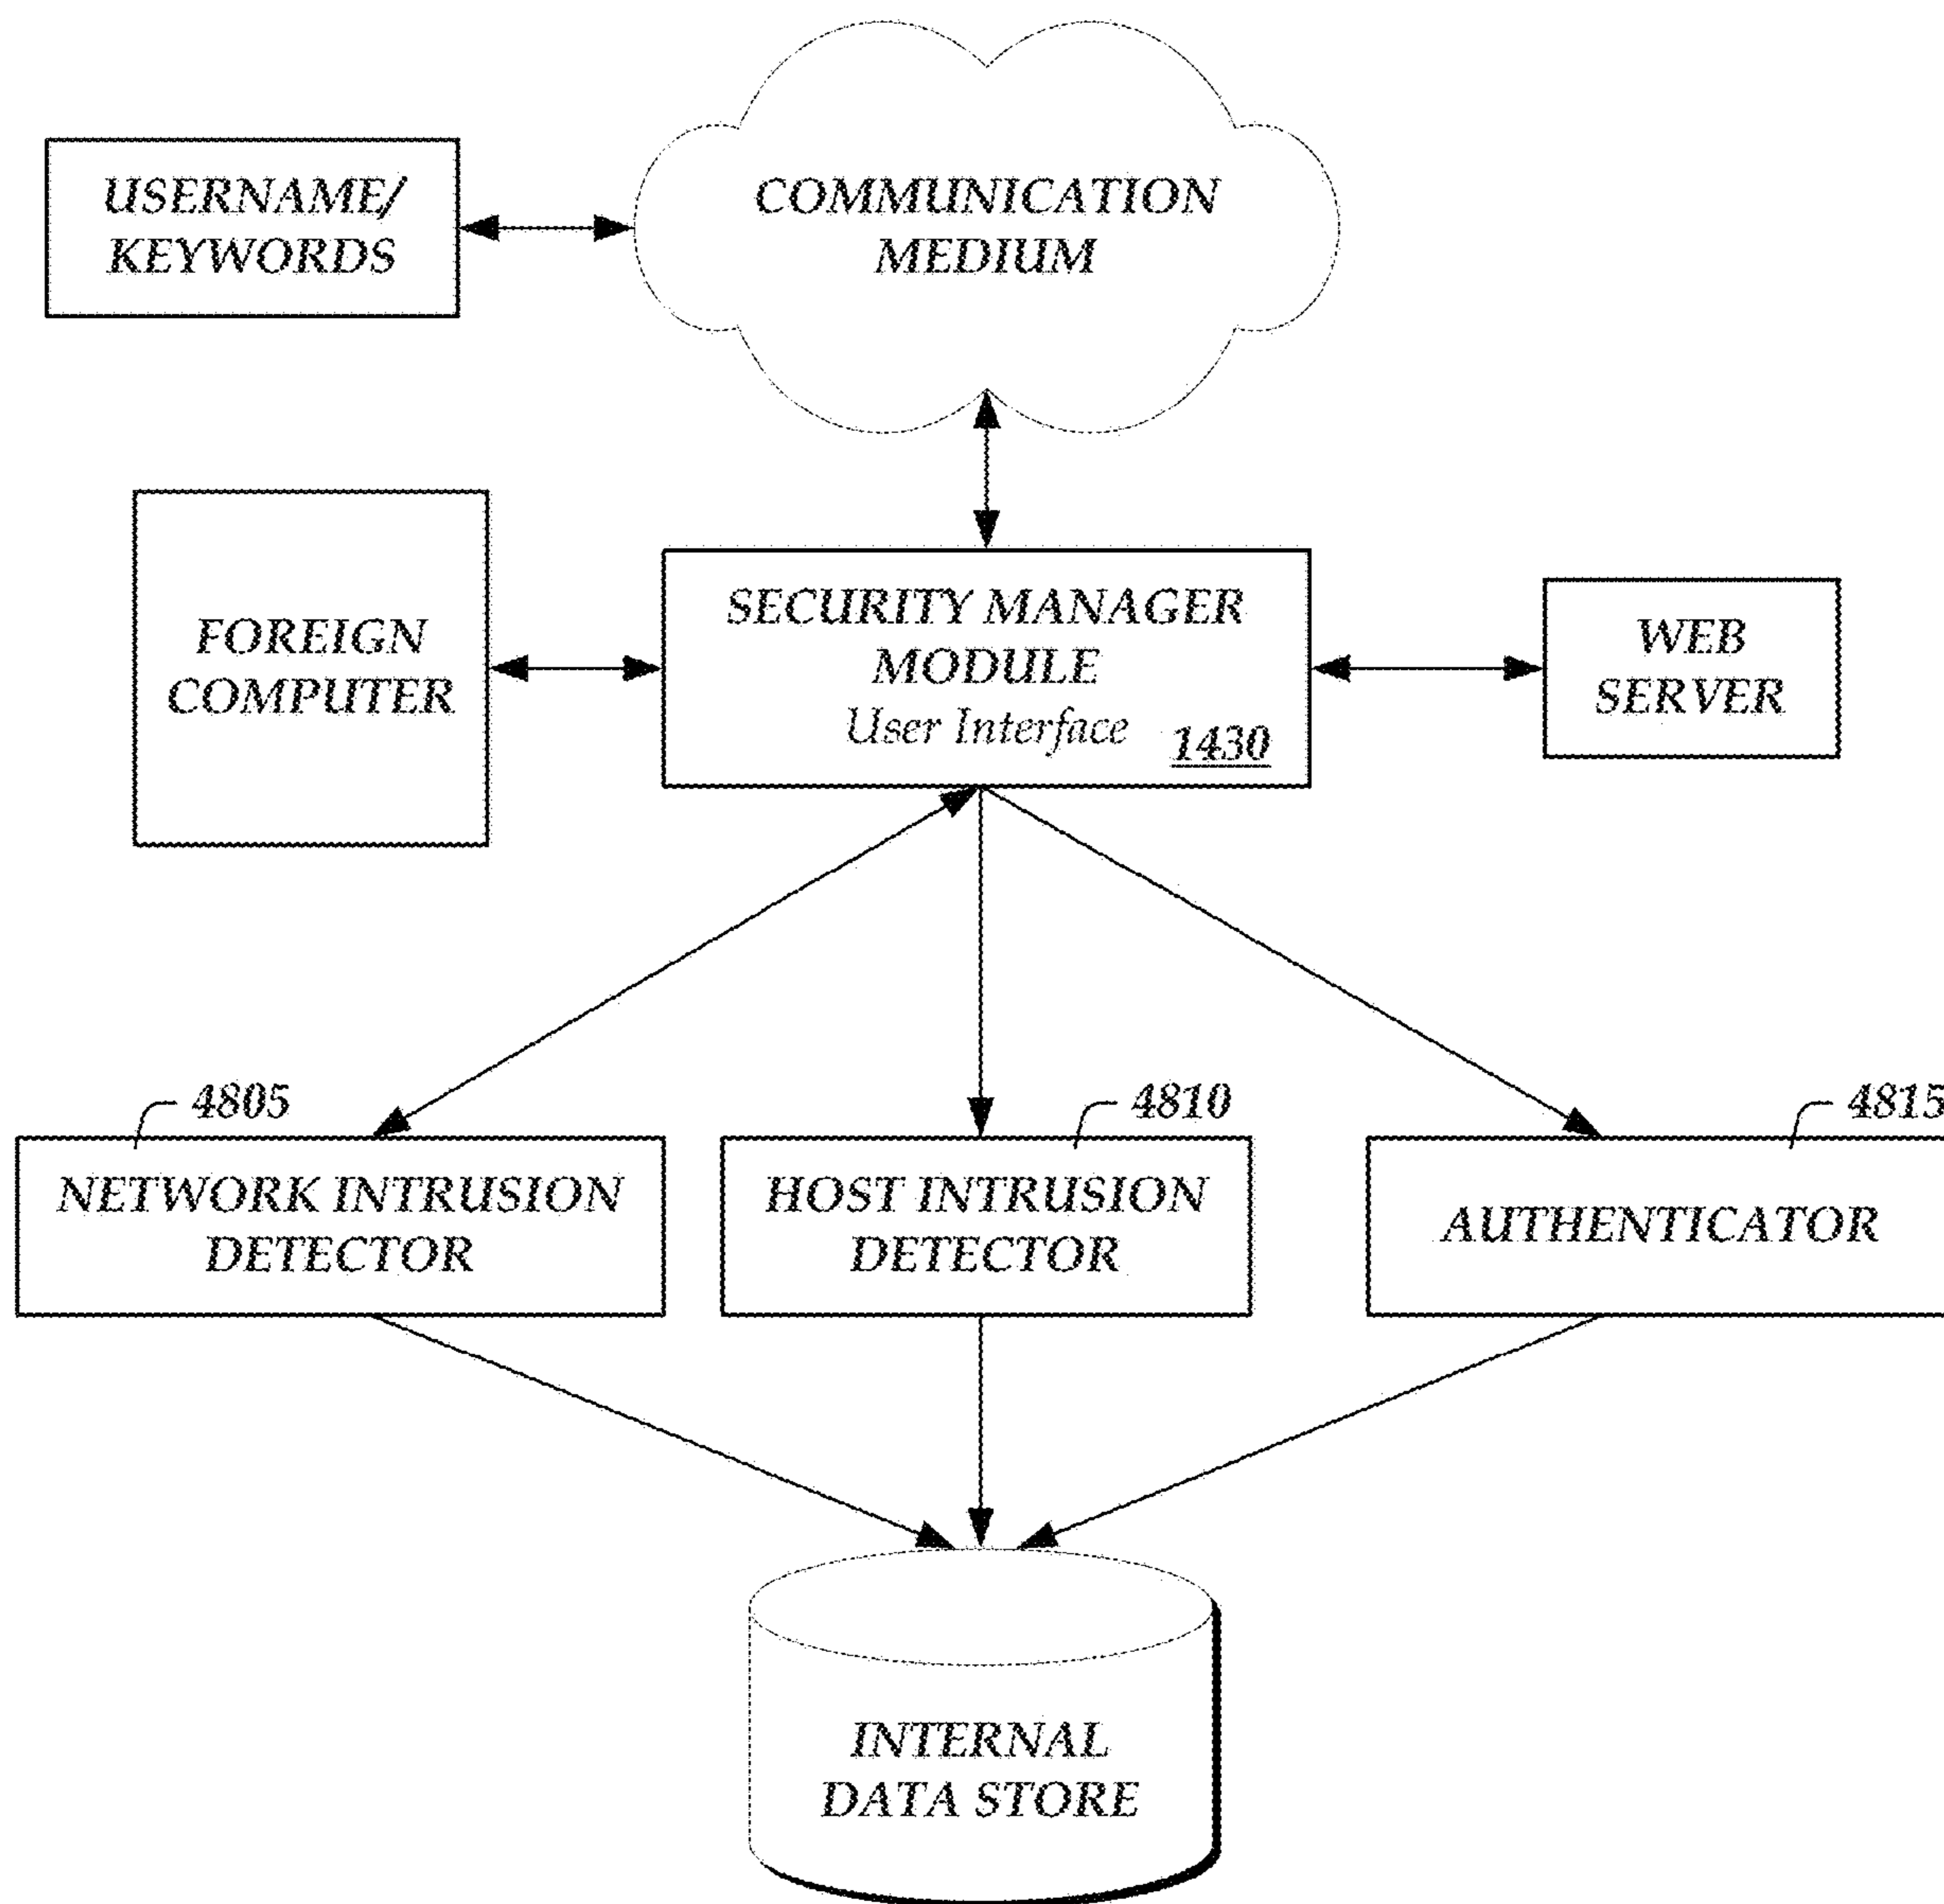 USERNAME/
KEYWORDS
COMMUNICATION
MEDIUM
FOREIGN
COMPUTER
SECURITY MANAGER
MODULE
User Interface
1430
WEB
SERVER
4805
NETWORK INTRUSION
DETECTOR
4810
HOST INTRUSION
DETECTOR
4815
AUTHENTICATOR
INTERNAL
DATA STORE